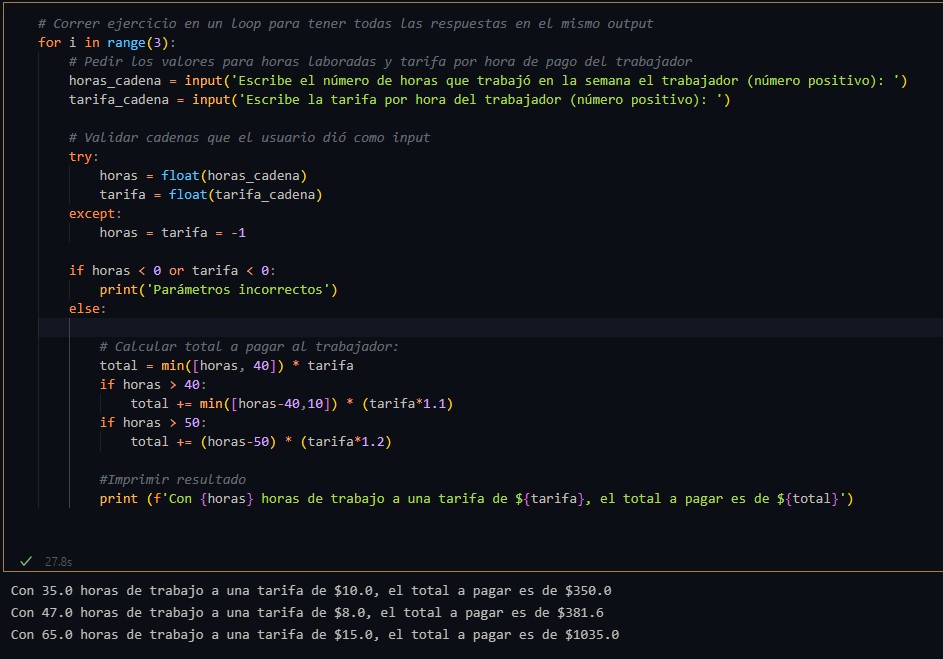 # Correr ejercicio en un loop para tener todas las respuestas en el mismo output
for i in range(3):
    # Pedir los valores para horas laboradas y tarifa por hora de pago del trabajador
    horas_cadena = input('Escribe el número de horas que trabajó en la semana el trabajador (número positivo): ')
    tarifa_cadena = input('Escribe la tarifa por hora del trabajador (número positivo): ')

    # Validar cadenas que el usuario dió como input
    try:
        horas = float(horas_cadena)
        tarifa = float(tarifa_cadena)
    except:
        horas = tarifa = -1

    if horas < 0 or tarifa < 0:
        print('Parámetros incorrectos')
    else:

        # Calcular total a pagar al trabajador:
        total = min([horas, 40]) * tarifa
        if horas > 40:
            total += min([horas-40,10]) * (tarifa*1.1)
        if horas > 50:
            total += (horas-50) * (tarifa*1.2)

        #Imprimir resultado
        print (f'Con {horas} horas de trabajo a una tarifa de ${tarifa}, el total a pagar es de ${total}')

27.8s
Con 35.0 horas de trabajo a una tarifa de $10.0, el total a pagar es de $350.0
Con 47.0 horas de trabajo a una tarifa de $8.0, el total a pagar es de $381.6
Con 65.0 horas de trabajo a una tarifa de $15.0, el total a pagar es de $1035.0